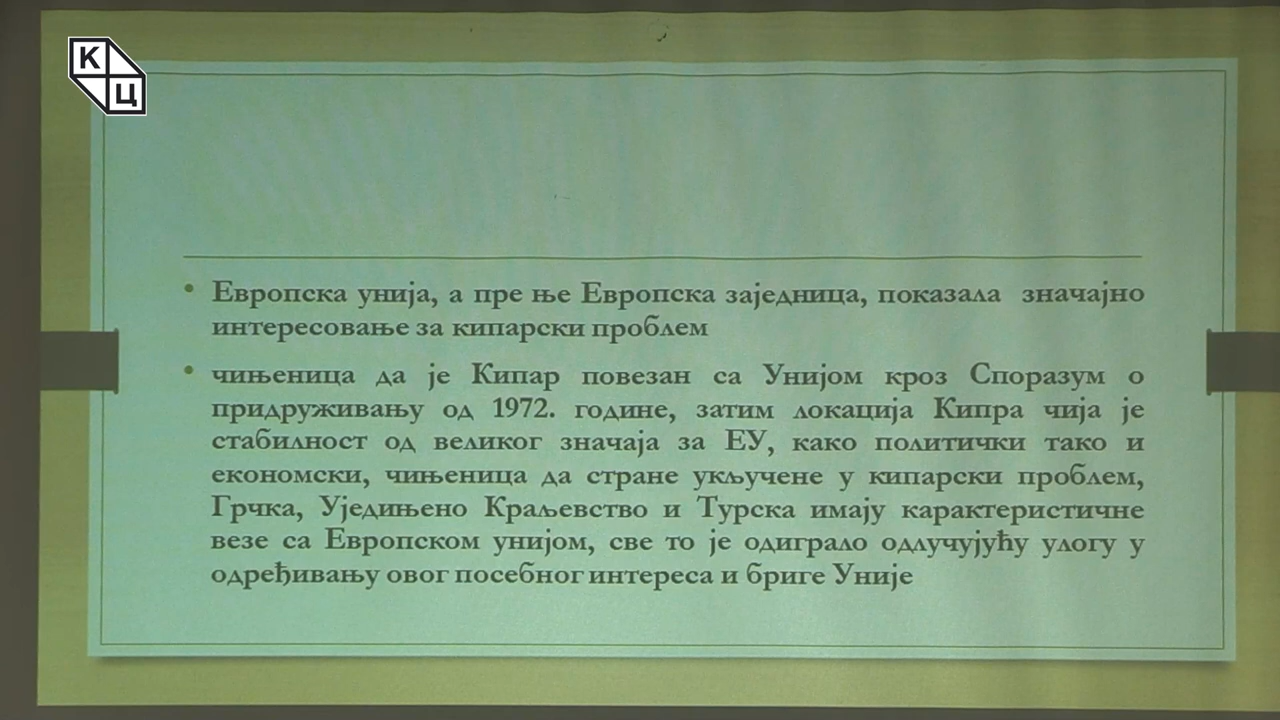 К
Ц
• Европска унија, а пре ње Европска заједница, показала значајно
интересовање за кипарски проблем
• чињеница да је Кипар повезан са Унијом кроз Споразум о
придруживању од 1972. године, затим локација Кипра чија је
стабилност од великог значаја за ЕУ, како политички тако и
економски, чињеница да стране укључене у кипарски проблем,
Грчка, Уједињено Краљевство и Турска имају карактеристичне
везе са Европском унијом, све то је одиграло одлучујућу улогу у
одређивању овог посебног интереса и бриге Уније